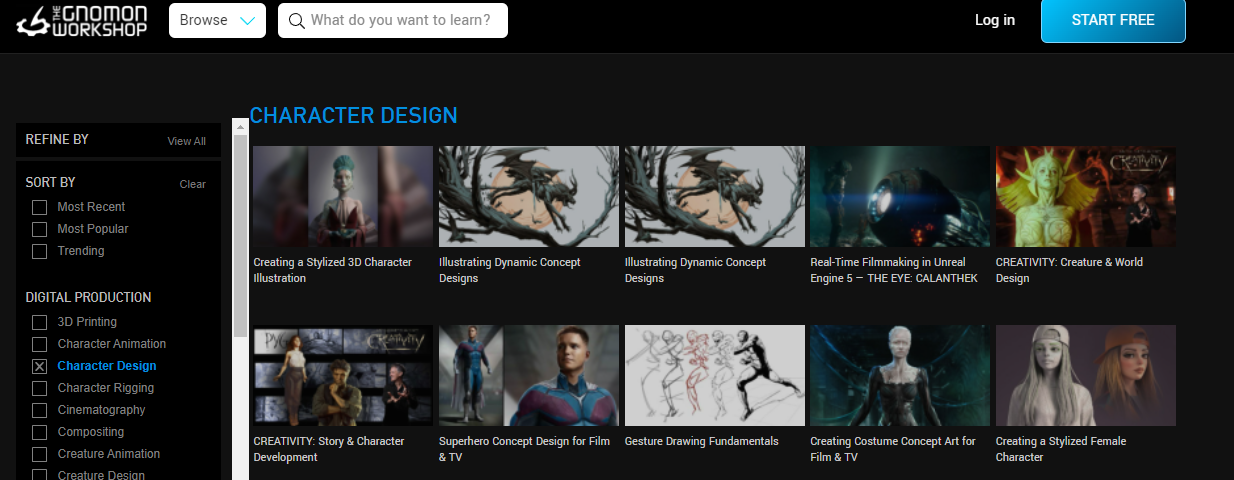 THE GNOMON WORKSHOP
Browse
What do you want to learn?
Log in
START FREE
CHARACTER DESIGN
REFINE BY
View All
SORT BY
Clear
Most Recent
Most Popular
Trending
DIGITAL PRODUCTION
3D Printing
Character Animation
Character Design
Character Rigging
Cinematography
Compositing
Creature Animation
Creature Design
Creating a Stylized 3D Character
Illustration
Illustrating Dynamic Concept
Designs
Illustrating Dynamic Concept
Designs
Real-Time Filmmaking in Unreal
Engine 5 — THE EYE: CALANTHEK
CREATIVITY
CREATIVITY: Creature & World
Design
CREATIVITY
CREATIVITY: Story & Character
Development
Superhero Concept Design for Film
& TV
Gesture Drawing Fundamentals
Creating Costume Concept Art for
Film & TV
Creating a Stylized Female
Character